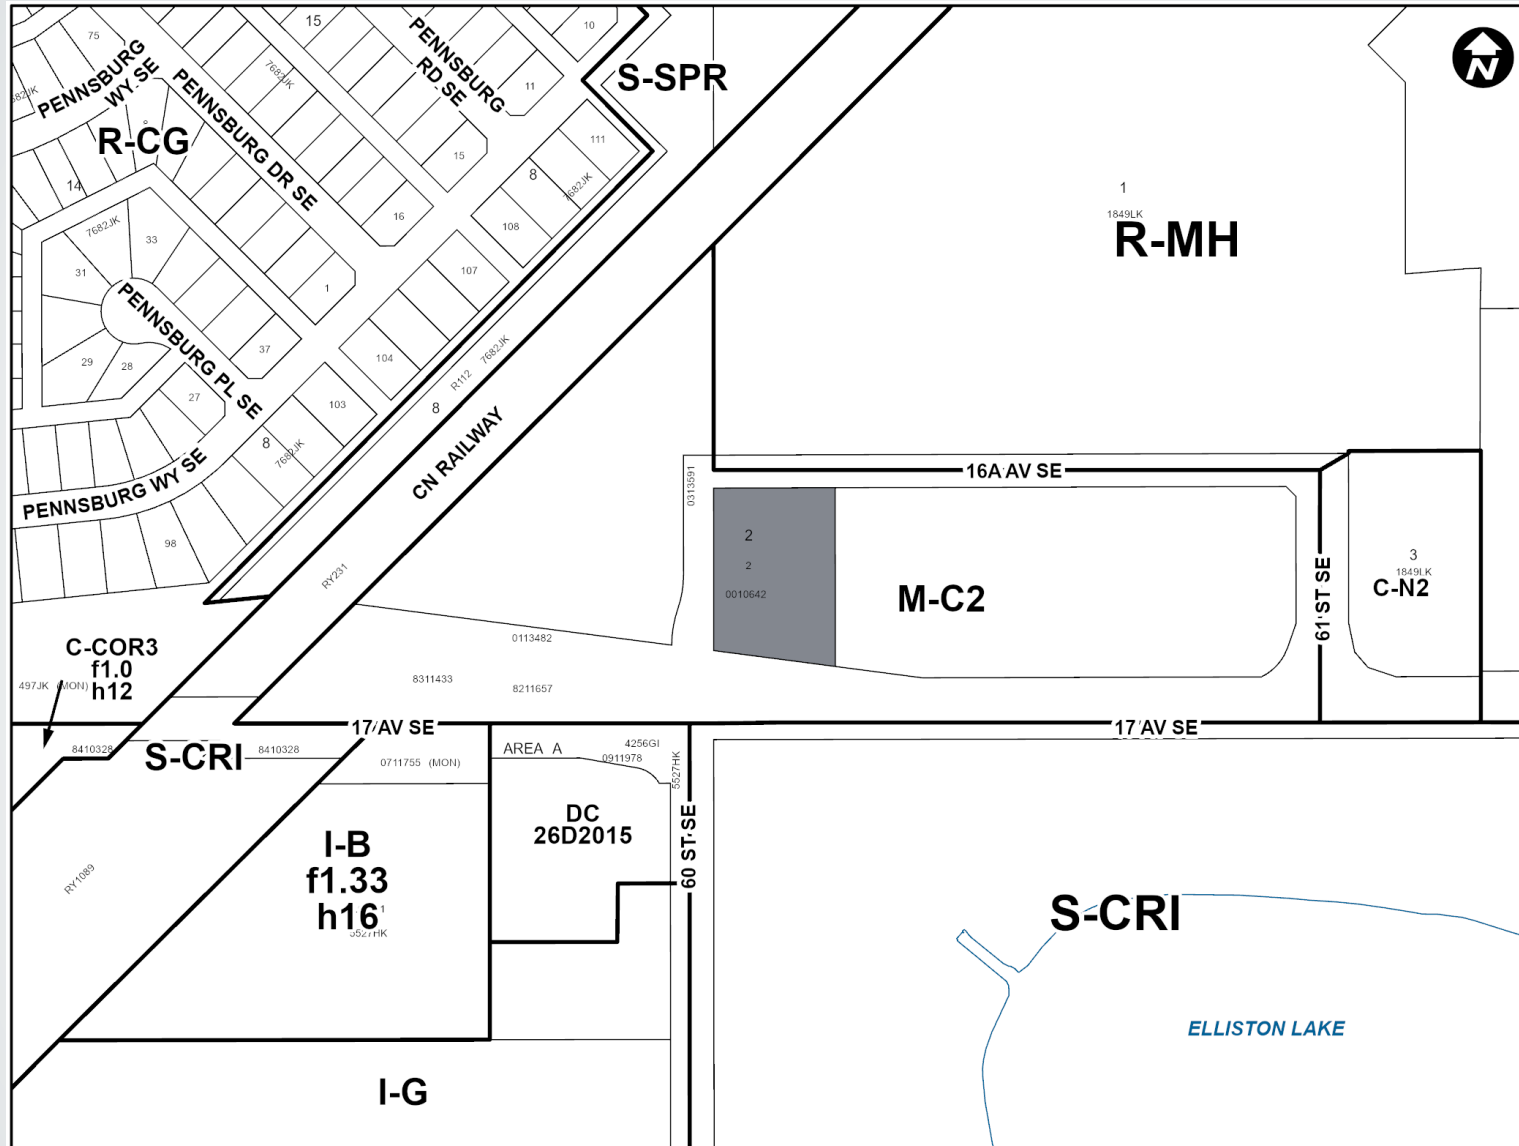 15
10
75
PENNSBURG
WY SE
PENNSBURG
RD SE
S-SPR
N
7682JK
PENNSBURG DR SE
11
R-CG
111
15
8
7682JK
14
16
108
7682JK
33
31
107
1
1
1849LK
R-MH
PENNSBURG PL SE
37
104
29
28
7682JK
R112
8
27
103
CN RAILWAY
8
7682JK
PENNSBURG WY SE
98
16A AV SE
0313591
RY231
2
2
0010642
M-C2
61 ST SE
3
1849LK
C-N2
0113482
C-COR3
f1.0
h12
497JK (MON)
8311433
8211657
17 AV SE
17 AV SE
8410328
S-CRI
8410328
0711755 (MON)
AREA A
4256GI
0911978
5527HK
DC
26D2015
60 ST SE
I-B
f1.33
h16
1
5527HK
RY1089
S-CRI
ELLISTON LAKE
I-G